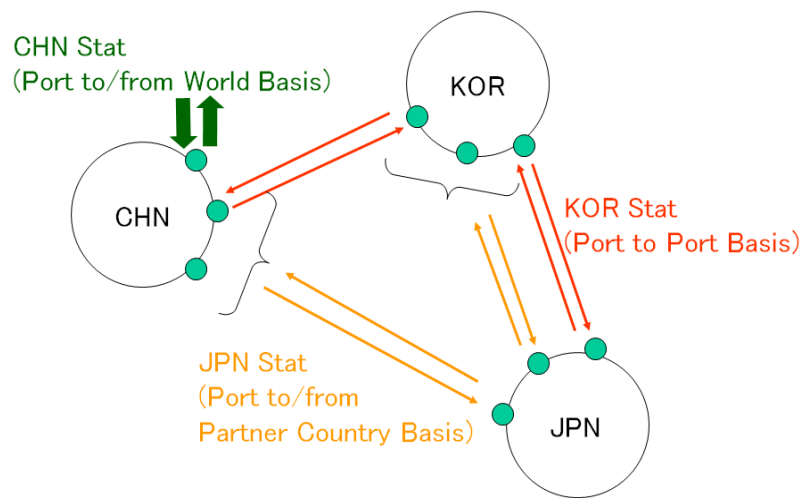 CHN Stat
(Port to/from World Basis)
KOR
CHN
KOR Stat
(Port to Port Basis)
JPN Stat
(Port to/from
Partner Country Basis)
JPN